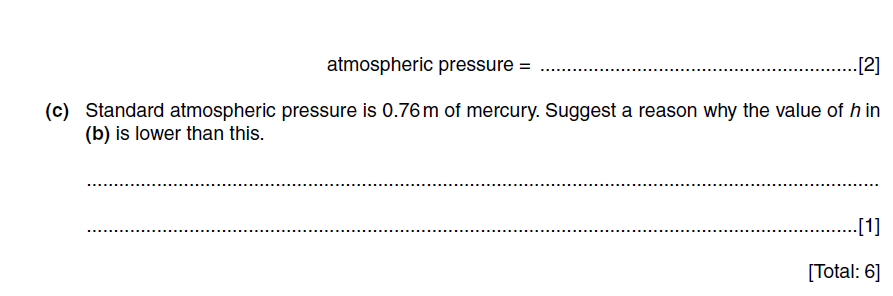 atmospheric pressure = ............................................................[2]
(c) Standard atmospheric pressure is 0.76 m of mercury. Suggest a reason why the value of h in
(b) is lower than this.
..........................................................................................................................................................
.....................................................................................................................................................[1]
[Total: 6]